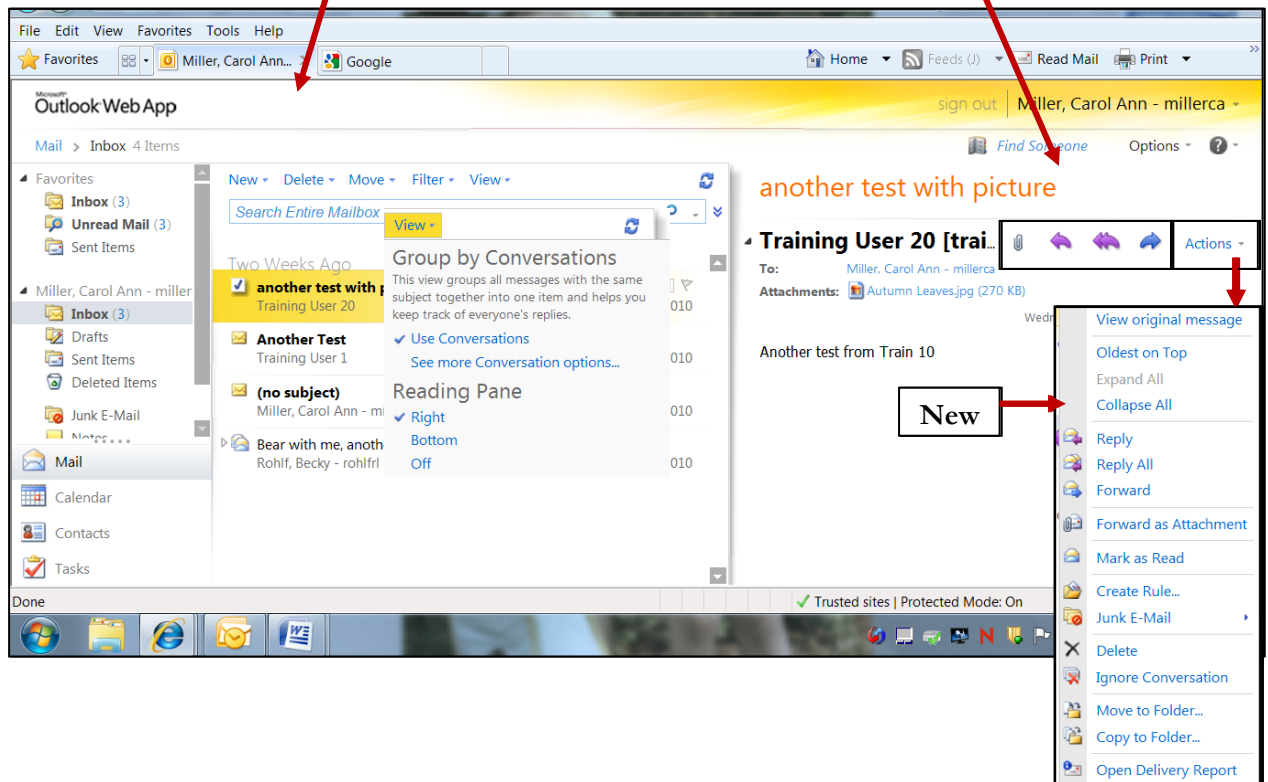 File Edit View Favorites Tools Help
Favorites Miller, Carol Ann... Google Home Feeds (J) Read Mail Print
Microsoft
Outlook Web App
sign out Miller, Carol Ann - millerca
Mail > Inbox 4 Items
Find Someone Options
Favorites
Inbox (3)
Unread Mail (3)
Sent Items
Miller, Carol Ann - miller
Inbox (3)
Drafts
Sent Items
Deleted Items
Junk E-Mail
Notes
Mail
Calendar
Contacts
Tasks
New Delete Move Filter View
Search Entire Mailbox
Two Weeks Ago
another test with p
Training User 20 010
Another Test
Training User 1 010
(no subject)
Miller, Carol Ann - mi 010
Bear with me, anoth
Rohlf, Becky - rohlfrl 010
View
Group by Conversations
This view groups all messages with the same
subject together into one item and helps you
keep track of everyone's replies.
✓ Use Conversations
See more Conversation options...
Reading Pane
✓ Right
Bottom
Off
another test with picture
Training User 20 [trai...
Actions
To: Miller, Carol Ann - millerca
Attachments: Autumn Leaves.jpg (270 KB)
Wedn
Another test from Train 10
New
View original message
Oldest on Top
Expand All
Collapse All
Reply
Reply All
Forward
Forward as Attachment
Mark as Read
Create Rule...
Junk E-Mail
Delete
Ignore Conversation
Move to Folder...
Copy to Folder...
Open Delivery Report
Done
Trusted sites | Protected Mode: On